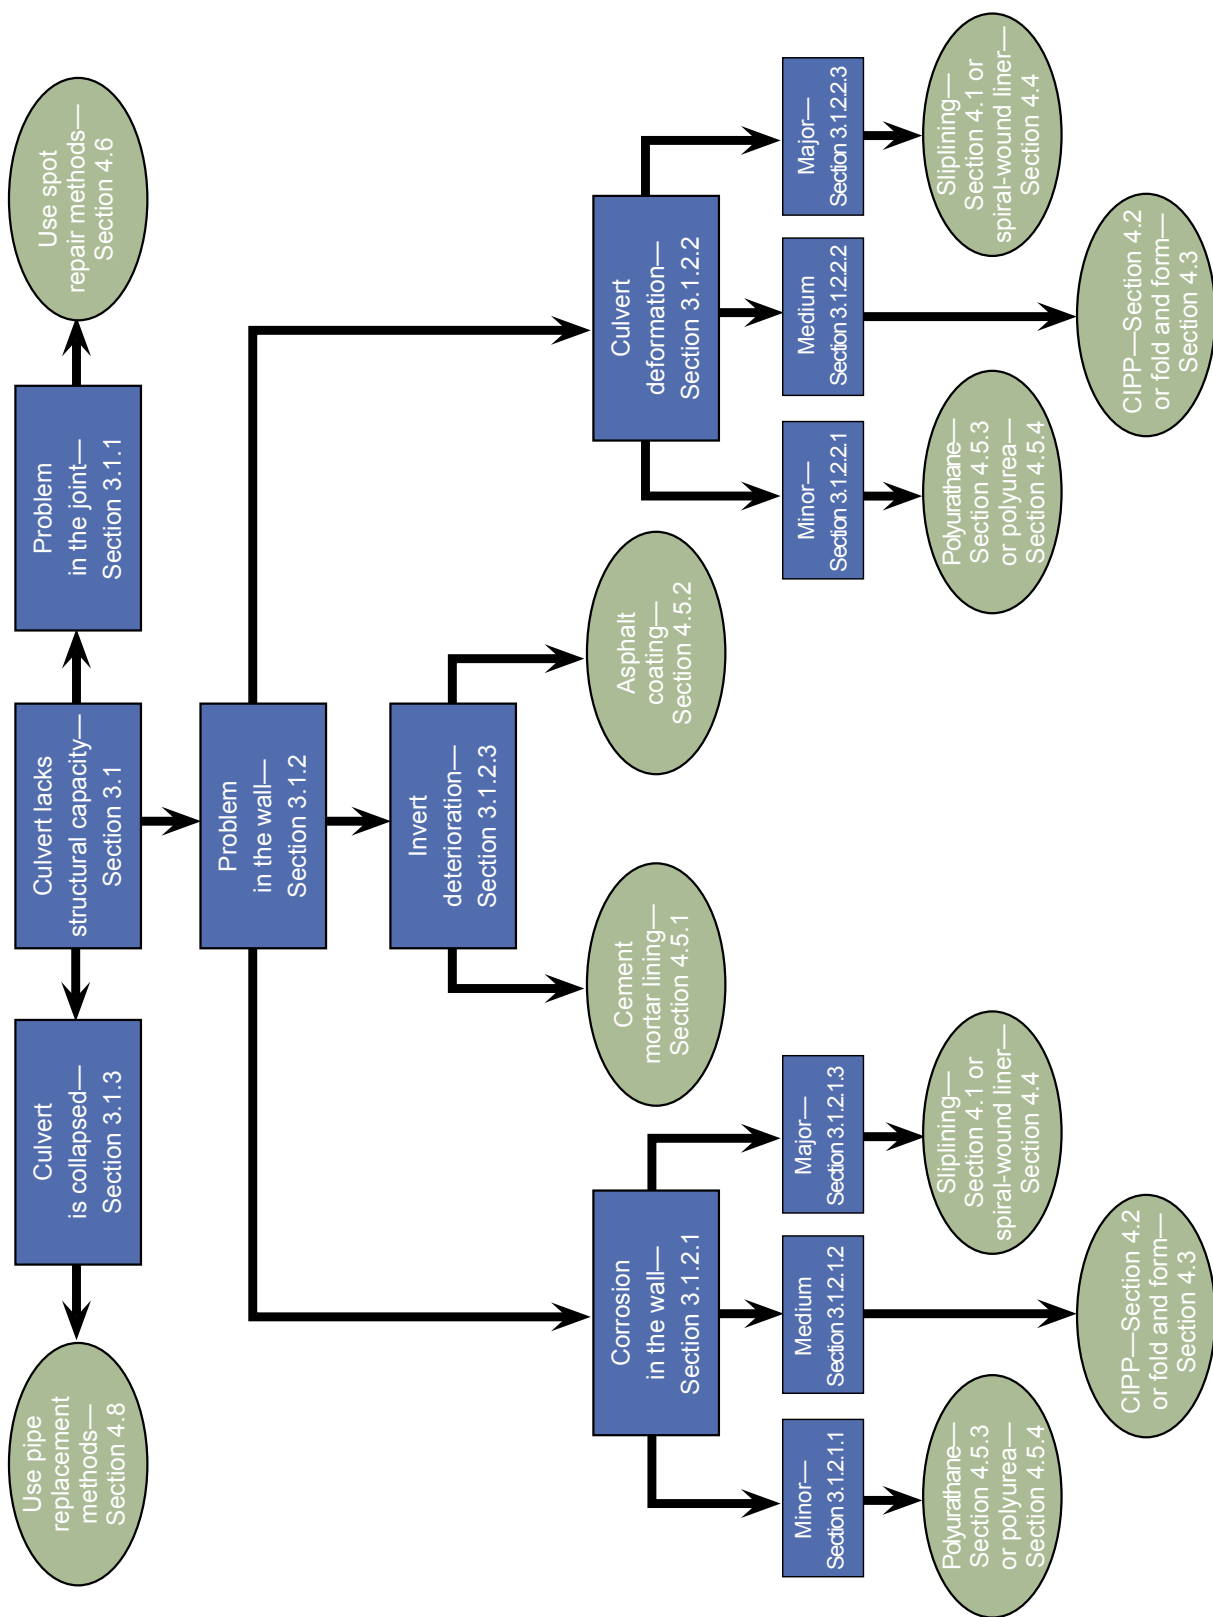 Use pipe
replacement
methods—
Section 4.8
Culvert
is collapsed—
Section 3.1.3
Culvert lacks
structural capacity—
Section 3.1
Problem
in the joint—
Section 3.1.1
Use spot
repair methods—
Section 4.6
Problem
in the wall—
Section 3.1.2
Invert
deterioration—
Section 3.1.2.3
Cement
mortar lining—
Section 4.5.1
Asphalt
coating—
Section 4.5.2
Corrosion
in the wall—
Section 3.1.2.1
Culvert
deformation—
Section 3.1.2.2
Minor—
Section 3.1.2.1.1
Medium
Section 3.1.2.1.2
Major—
Section 3.1.2.1.3
Minor—
Section 3.1.2.2.1
Medium
Section 3.1.2.2.2
Major—
Section 3.1.2.2.3
Polyurathane—
Section 4.5.3
or polyurea—
Section 4.5.4
Sliplining—
Section 4.1 or
spiral-wound liner—
Section 4.4
Polyurathane—
Section 4.5.3
or polyurea—
Section 4.5.4
Sliplining—
Section 4.1 or
spiral-wound liner—
Section 4.4
CIPP—Section 4.2
or fold and form—
Section 4.3
CIPP—Section 4.2
or fold and form—
Section 4.3